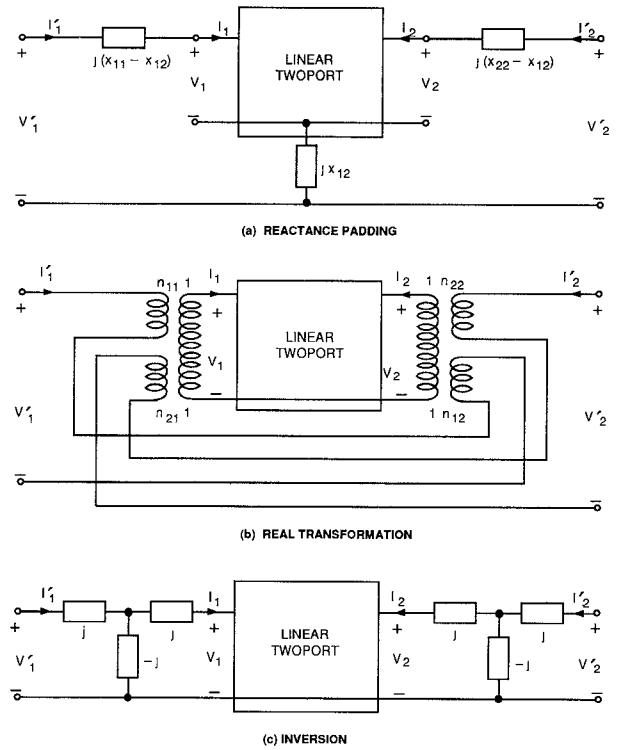 I′1 I1 I2 I′2
+ j(x11 − x12) + LINEAR TWOPORT + j(x22 − x12) +
V1 V2
V′1 V′2
− −
j x12
− −
(a) REACTANCE PADDING
I′1 n11 1 I1 I2 1 n22 I′2
+ + LINEAR TWOPORT + +
V1 V2
− −
V′1 n21 1 1 n12 V′2
− −
(b) REAL TRANSFORMATION
I′1 I1 I2 I′2
+ j j + LINEAR TWOPORT + j j +
V′1 −j V1 V2 −j V′2
− − − −
(c) INVERSION